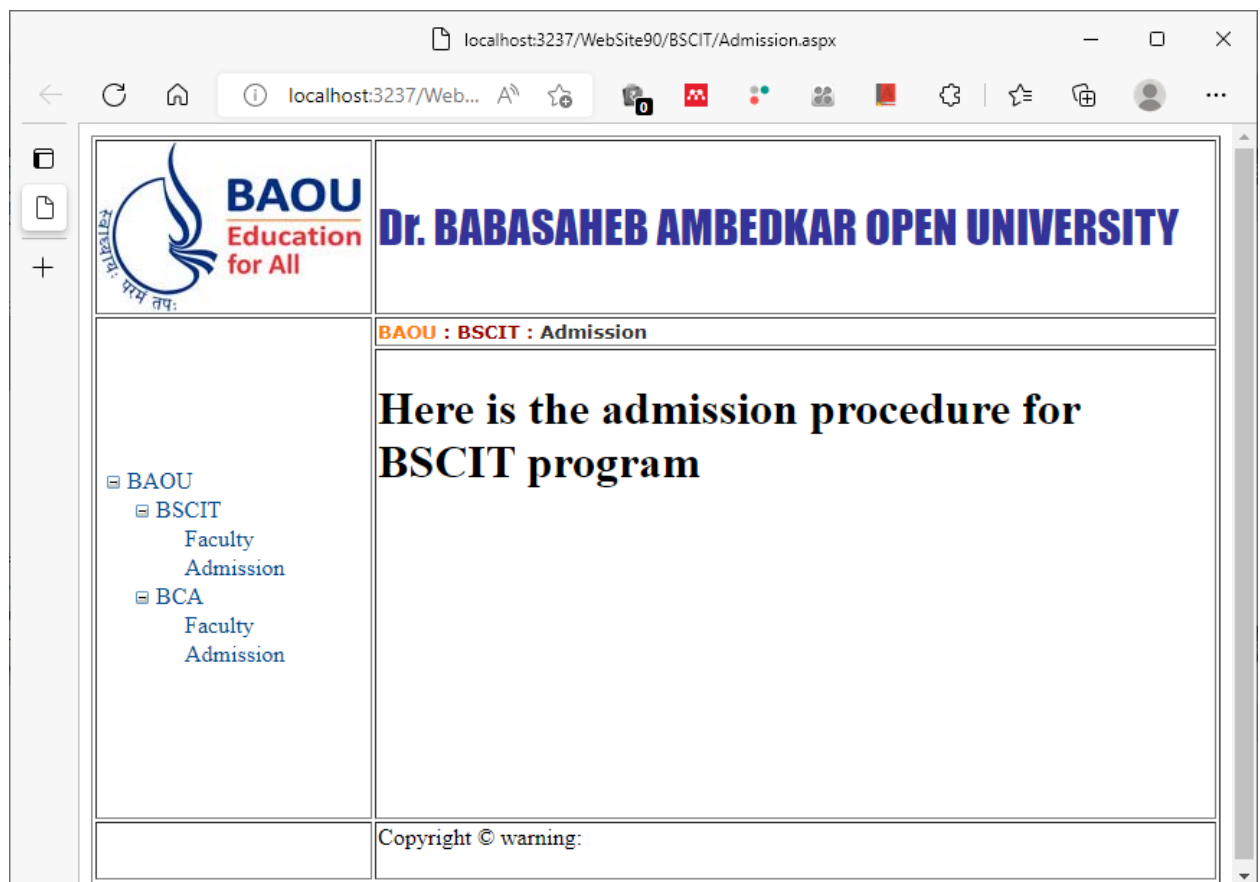 localhost:3237/WebSite90/BSCIT/Admission.aspx
localhost:3237/Web...
0
स्वाध्यायः परमं तपः
BAOU
Education
for All
Dr. BABASAHEB AMBEDKAR OPEN UNIVERSITY
BAOU : BSCIT : Admission
BAOU
BSCIT
Faculty
Admission
BCA
Faculty
Admission
Here is the admission procedure for
BSCIT program
Copyright © warning: